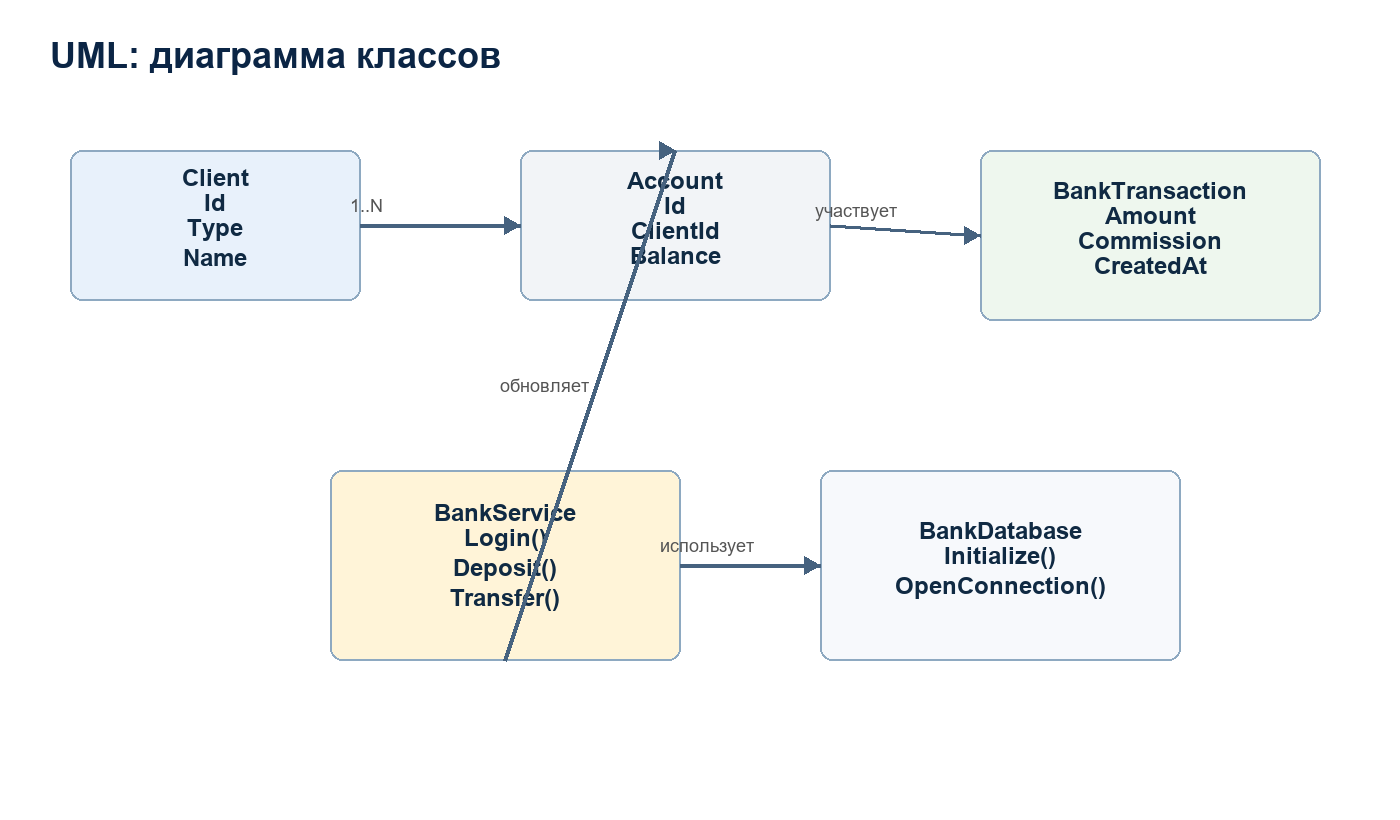 UML: диаграмма классов
Client
Id
Type
Name
1..N
Account
Id
ClientId
Balance
участвует
BankTransaction
Amount
Commission
CreatedAt
обновляет
BankService
Login()
Deposit()
Transfer()
использует
BankDatabase
Initialize()
OpenConnection()